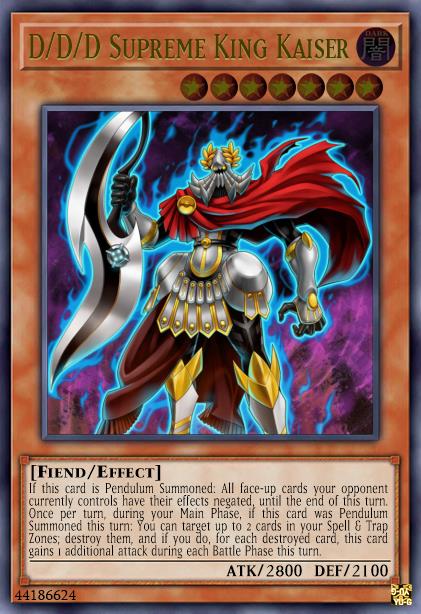 D/D/D Supreme King Kaiser
DARK
闇
[Fiend/Effect]
If this card is Pendulum Summoned: All face-up cards your opponent
currently controls have their effects negated, until the end of this turn.
Once per turn, during your Main Phase, if this card was Pendulum
Summoned this turn: You can target up to 2 cards in your Spell & Trap
Zones; destroy them, and if you do, for each destroyed card, this card
gains 1 additional attack during each Battle Phase this turn.
ATK/2800 DEF/2100
44186624